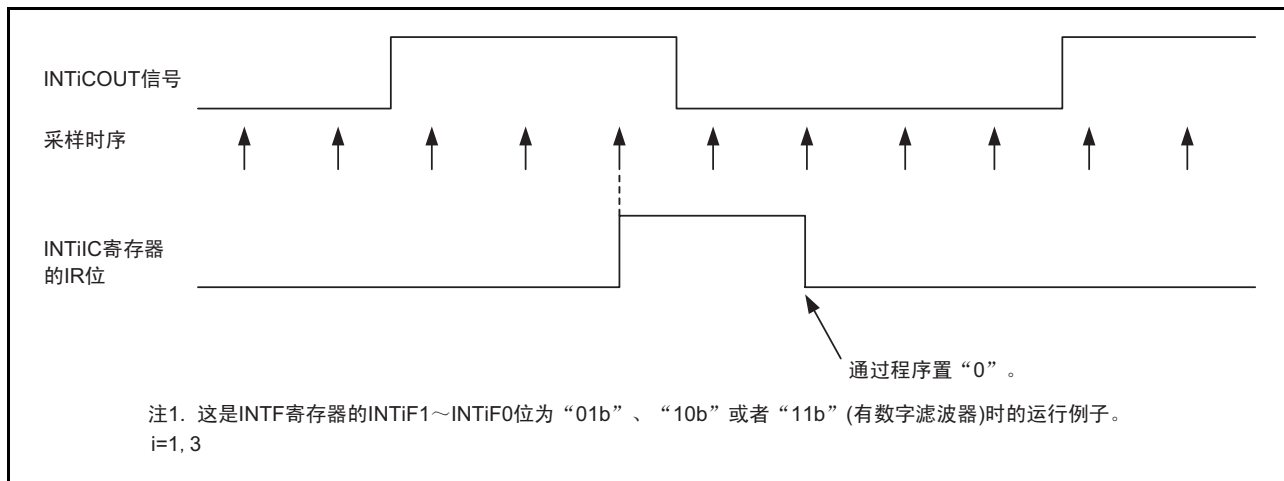 INTiCOUT信号
采样时序
INTiIC寄存器
的IR位
通过程序置“0”。
注1. 这是INTF寄存器的INTiF1～INTiF0位为“01b”、“10b”或者“11b”(有数字滤波器)时的运行例子。
i=1, 3